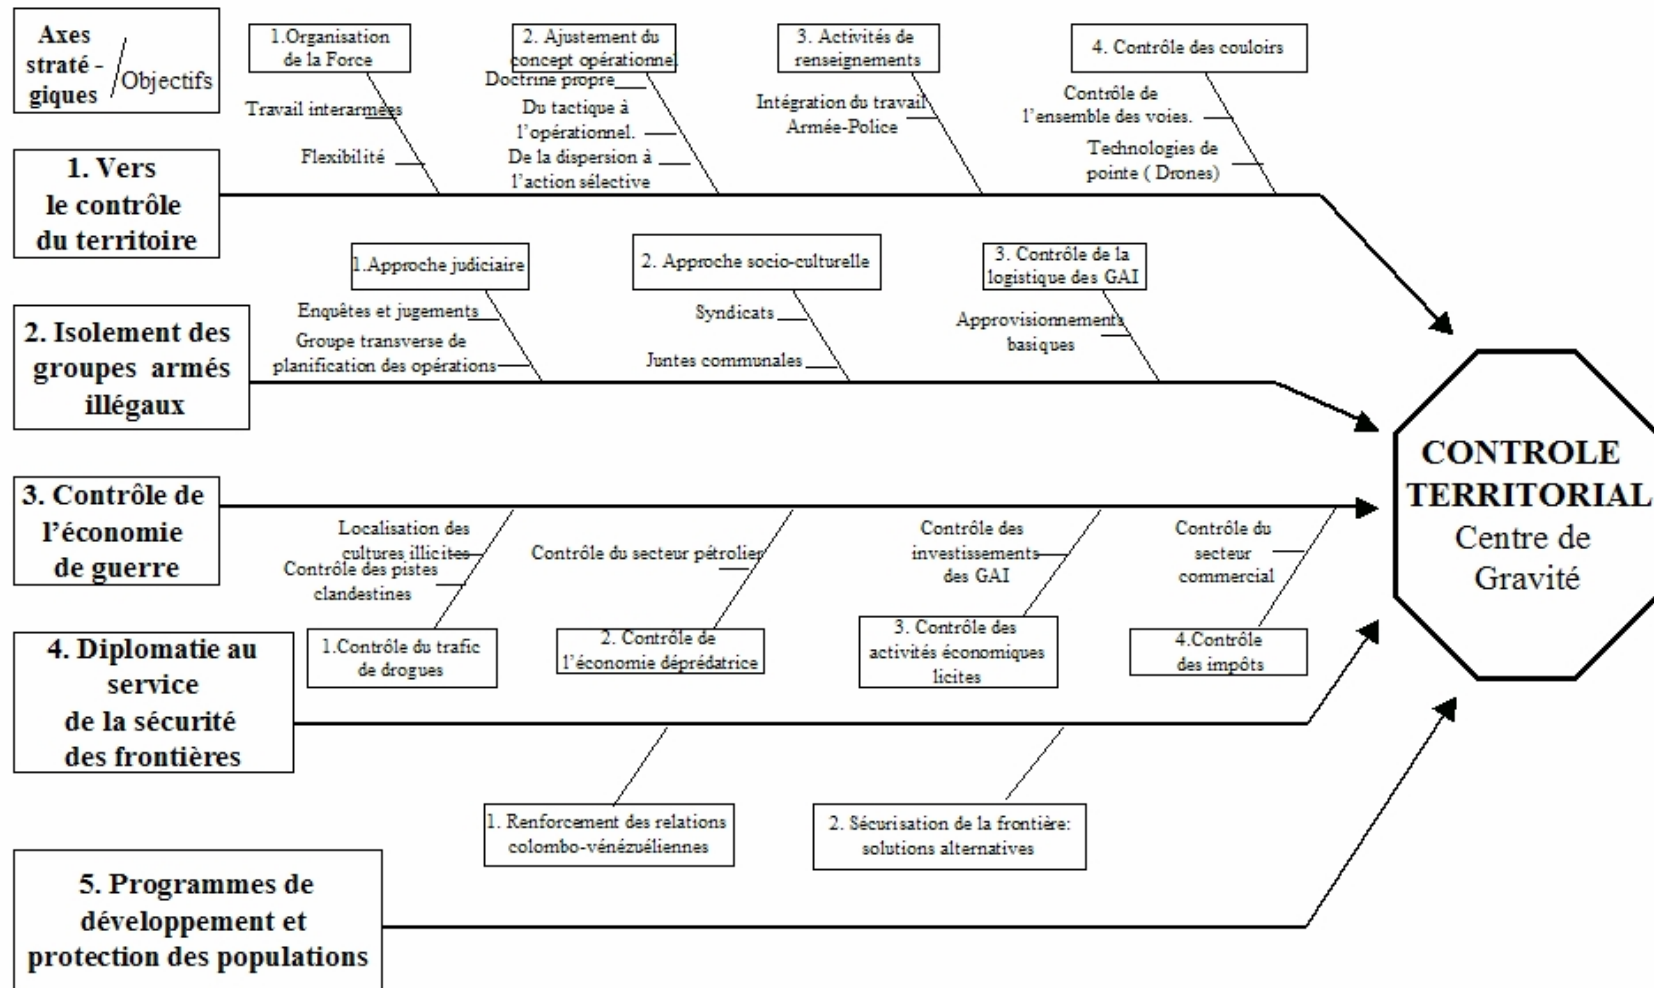 Axes
straté -
giques
/ Objectifs
1.Organisation
de la Force
2. Ajustement du
concept opérationnel
3. Activités de
renseignements
4. Contrôle des couloirs
Travail interarmées
Flexibilité
Doctrine propre
Du tactique à
l’opérationnel.
De la dispersion à
l’action sélective
Intégration du travail
Armée-Police
Contrôle de
l’ensemble des voies.
Technologies de
pointe ( Drones)
1. Vers
le contrôle
du territoire
1.Approche judiciaire
2. Approche socio-culturelle
3. Contrôle de la
logistique des GAI
Enquêtes et jugements
Groupe transverse de
planification des opérations
Syndicats
Juntes communales
Approvisionnements
basiques
2. Isolement des
groupes armés
illégaux
CONTROLE
TERRITORIAL
Centre de
Gravité
3. Contrôle de
l’économie
de guerre
Localisation des
cultures illicites
Contrôle des pistes
clandestines
Contrôle du secteur pétrolier
Contrôle des
investissements
des GAI
Contrôle du
secteur
commercial
1.Contrôle du trafic
de drogues
2. Contrôle de
l’économie déprédatrice
3. Contrôle des
activités économiques
licites
4.Contrôle
des impôts
4. Diplomatie au
service
de la sécurité
des frontières
1. Renforcement des relations
colombo-vénézuéliennes
2. Sécurisation de la frontière:
solutions alternatives
5. Programmes de
développement et
protection des populations